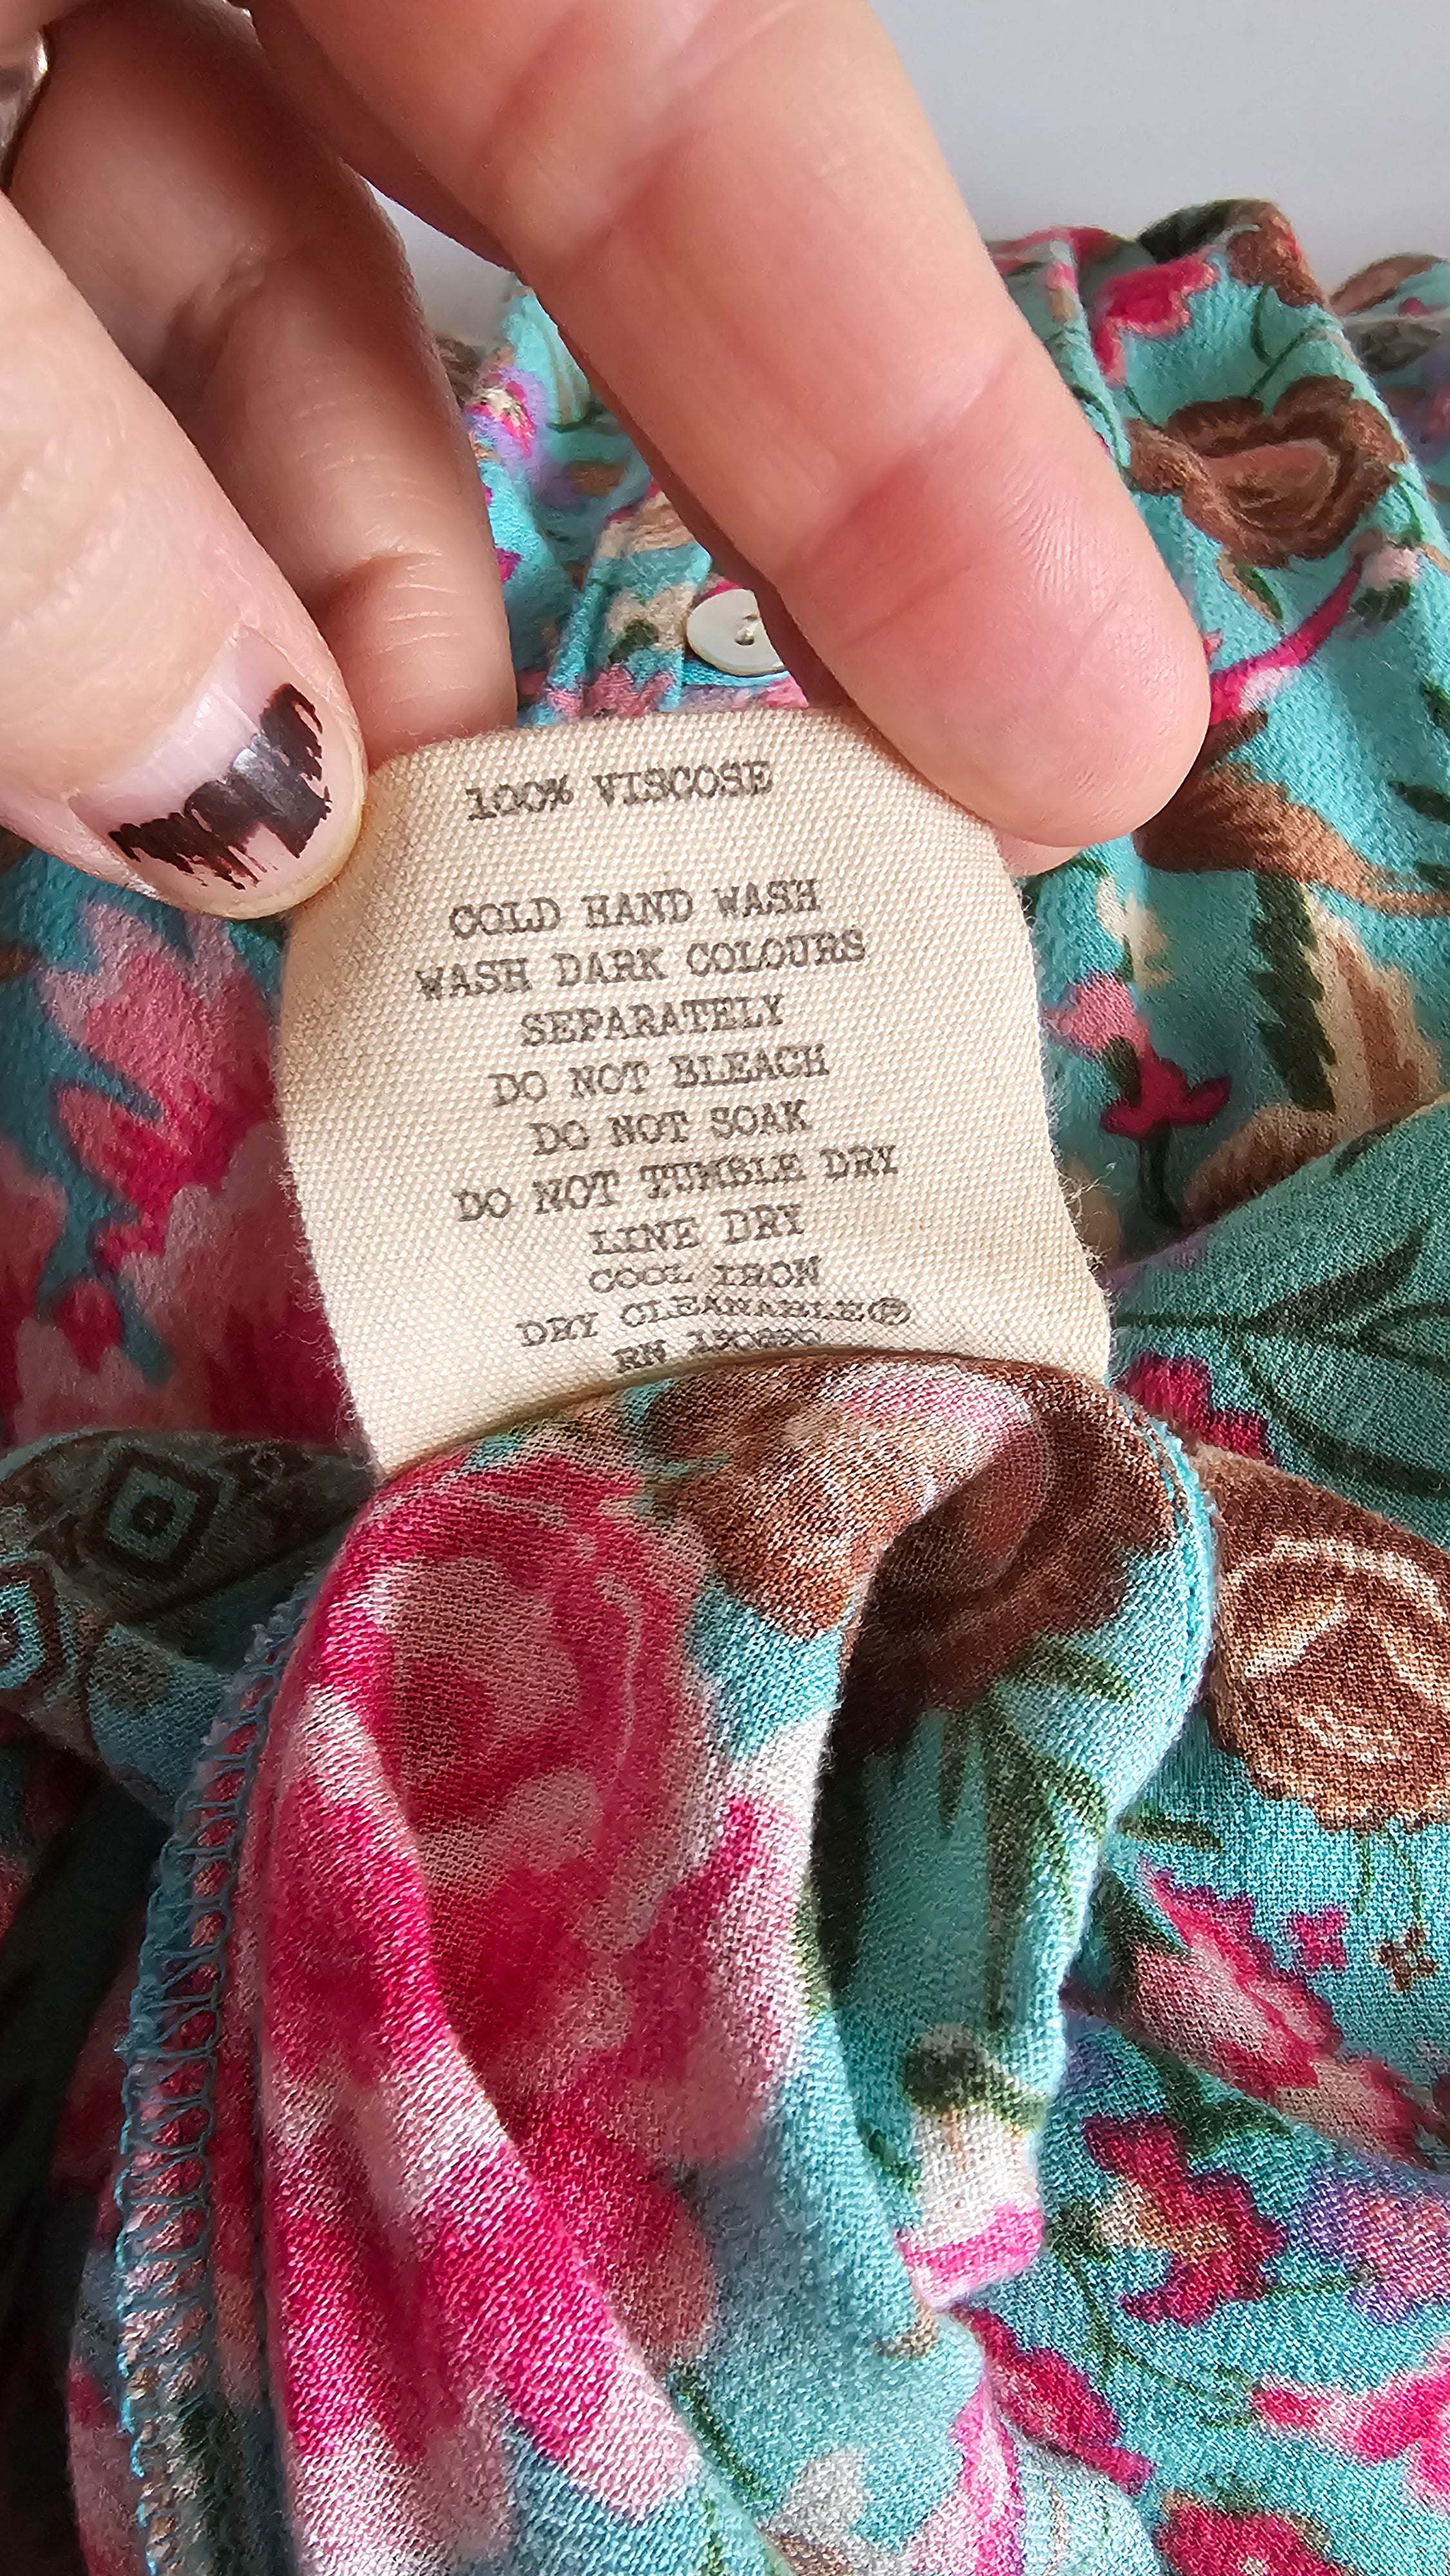 100% VISCOSE
COLD HAND WASH
WASH DARK COLOURS
SEPARATELY
DO NOT BLEACH
DO NOT SOAK
DO NOT TUMBLE DRY
LINE DRY
COOL IRON
DRY CLEANABLE Ⓟ
RN